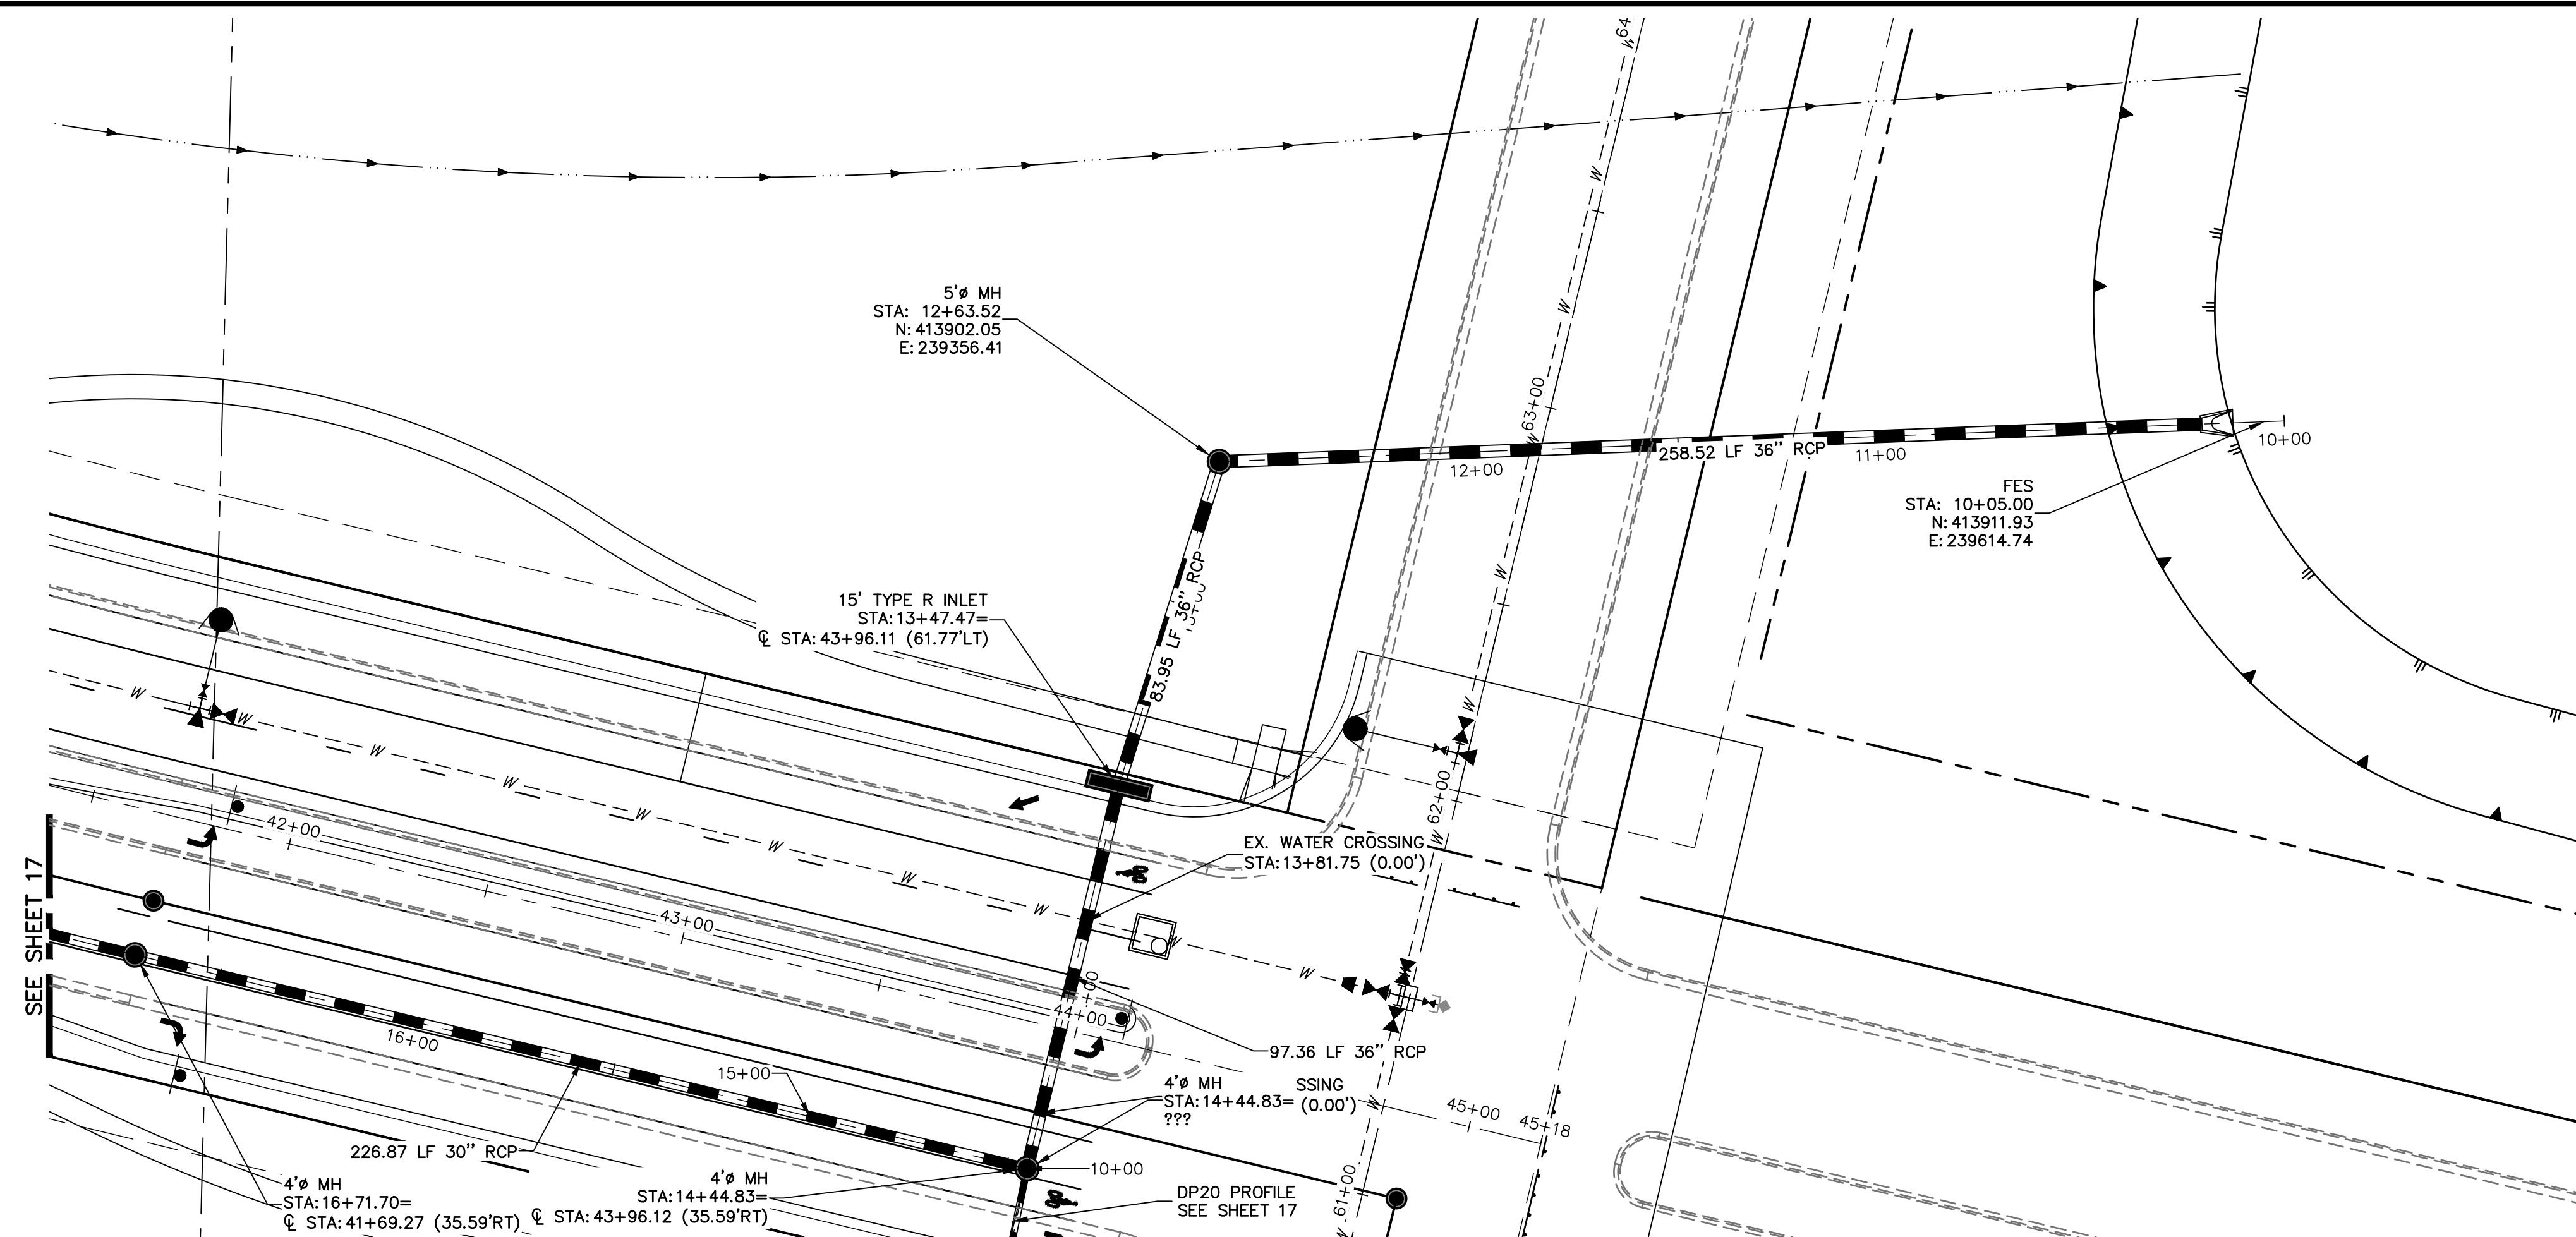 64
5'ø MH
STA: 12+63.52
N: 413902.05
E: 239356.41
W
W
W
63+00
W
12+00
258.52 LF 36" RCP
11+00
10+00
FES
STA: 10+05.00
N: 413911.93
E: 239614.74
83.95 LF 36" RCP
15' TYPE R INLET
STA: 13+47.47=
℄ STA: 43+96.11 (61.77'LT)
W
W
W
W
W
W
W
W
W
W
W
W
62+00
W
EX. WATER CROSSING
STA: 13+81.75 (0.00')
42+00
43+00
44+00
SEE SHEET 17
16+00
15+00
97.36 LF 36" RCP
4'ø MH
STA: 14+44.83=
???
SSING
(0.00')
W
45+00
45+18
226.87 LF 30" RCP
4'ø MH
STA: 16+71.70=
℄ STA: 41+69.27 (35.59'RT)
4'ø MH
STA: 14+44.83=
℄ STA: 43+96.12 (35.59'RT)
10+00
DP20 PROFILE
SEE SHEET 17
61+00
W